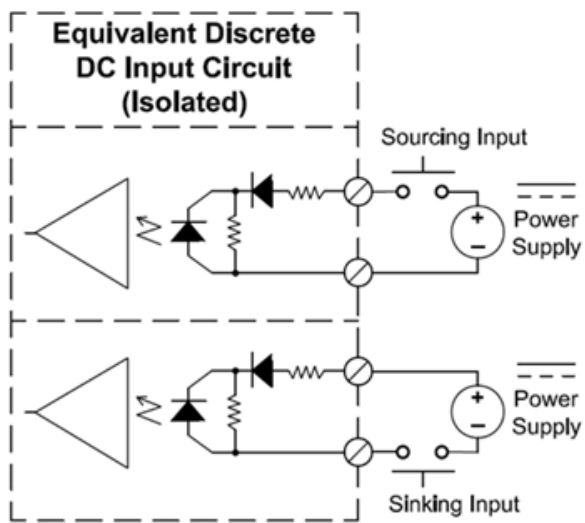 Equivalent Discrete
DC Input Circuit
(Isolated)
Sourcing Input
+
−
Power
Supply
+
−
Power
Supply
Sinking Input